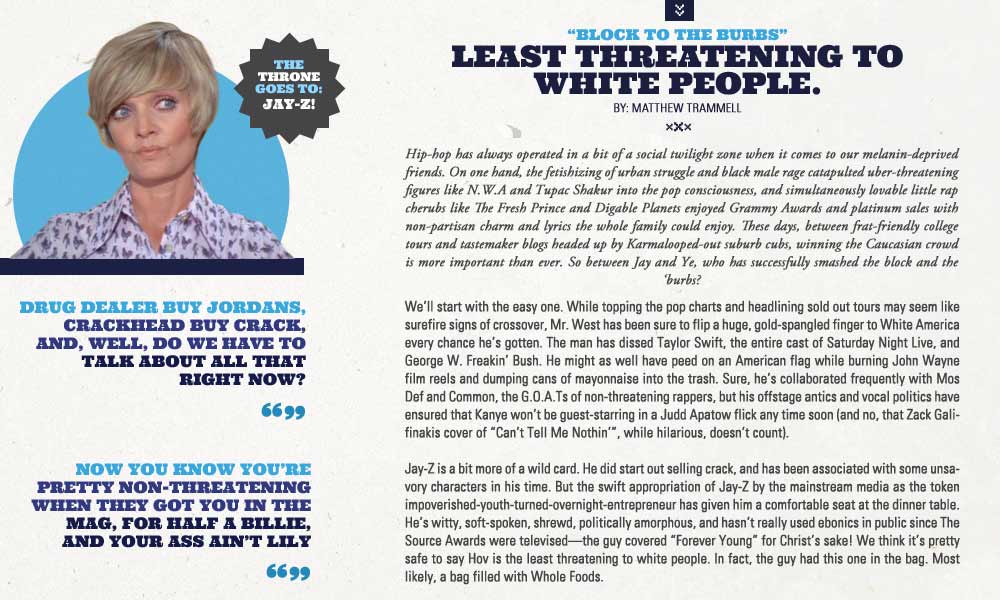 THE
THRONE
GOES TO:
JAY-Z!
“BLOCK TO THE BURBS”
LEAST THREATENING TO
WHITE PEOPLE.
BY: MATTHEW TRAMMELL
Hip-hop has always operated in a bit of a social twilight zone when it comes to our melanin-deprived
friends. On one hand, the fetishizing of urban struggle and black male rage catapulted uber-threatening
figures like N.W.A and Tupac Shakur into the pop consciousness, and simultaneously lovable little rap
cherubs like The Fresh Prince and Digable Planets enjoyed Grammy Awards and platinum sales with
non-partisan charm and lyrics the whole family could enjoy. These days, between frat-friendly college
tours and tastemaker blogs headed up by Karmalooped-out suburb cubs, winning the Caucasian crowd
is more important than ever. So between Jay and Ye, who has successfully smashed the block and the
‘burbs?
We’ll start with the easy one. While topping the pop charts and headlining sold out tours may seem like
surefire signs of crossover, Mr. West has been sure to flip a huge, gold-spangled finger to White America
every chance he’s gotten. The man has dissed Taylor Swift, the entire cast of Saturday Night Live, and
George W. Freakin’ Bush. He might as well have peed on an American flag while burning John Wayne
film reels and dumping cans of mayonnaise into the trash. Sure, he’s collaborated frequently with Mos
Def and Common, the G.O.A.Ts of non-threatening rappers, but his offstage antics and vocal politics have
ensured that Kanye won’t be guest-starring in a Judd Apatow flick any time soon (and no, that Zack Gali-
finakis cover of “Can’t Tell Me Nothin’”, while hilarious, doesn’t count).
Jay-Z is a bit more of a wild card. He did start out selling crack, and has been associated with some unsa-
vory characters in his time. But the swift appropriation of Jay-Z by the mainstream media as the token
impoverished-youth-turned-overnight-entrepreneur has given him a comfortable seat at the dinner table.
He’s witty, soft-spoken, shrewd, politically amorphous, and hasn’t really used ebonics in public since The
Source Awards were televised—the guy covered “Forever Young” for Christ’s sake! We think it’s pretty
safe to say Hov is the least threatening to white people. In fact, the guy had this one in the bag. Most
likely, a bag filled with Whole Foods.
DRUG DEALER BUY JORDANS,
CRACKHEAD BUY CRACK,
AND, WELL, DO WE HAVE TO
TALK ABOUT ALL THAT
RIGHT NOW?
“”
NOW YOU KNOW YOU’RE
PRETTY NON-THREATENING
WHEN THEY GOT YOU IN THE
MAG, FOR HALF A BILLIE,
AND YOUR ASS AIN’T LILY
“”